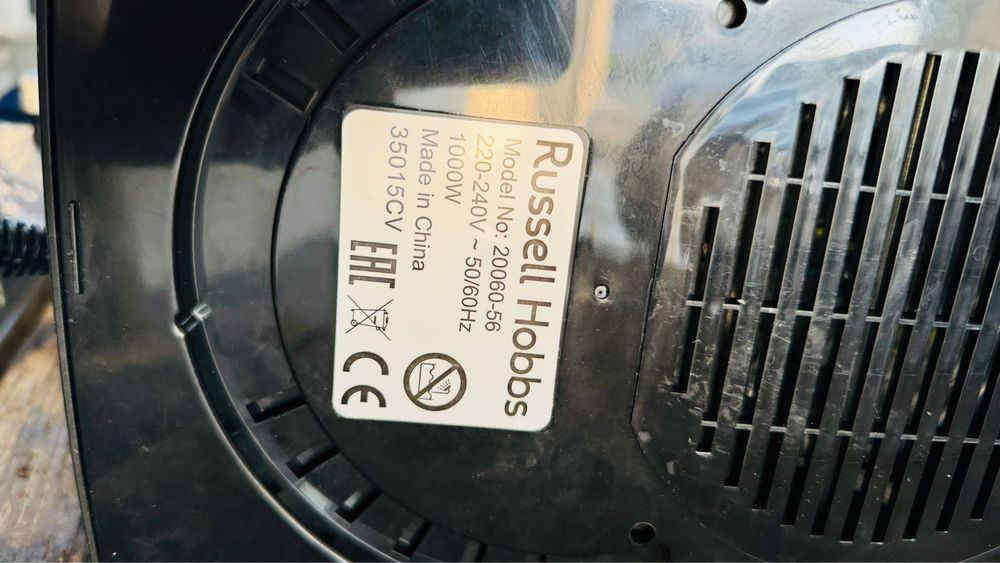 Russell Hobbs
Model No: 20060-56
220-240V ~ 50/60Hz
1000W
Made in China
35015CV
EAC
CE